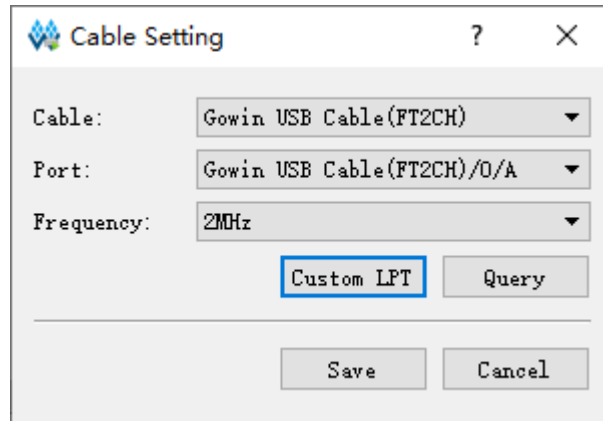 Cable Setting ? ×
Cable: Gowin USB Cable(FT2CH)
Port: Gowin USB Cable(FT2CH)/0/A
Frequency: 2MHz
Custom LPT Query
Save Cancel